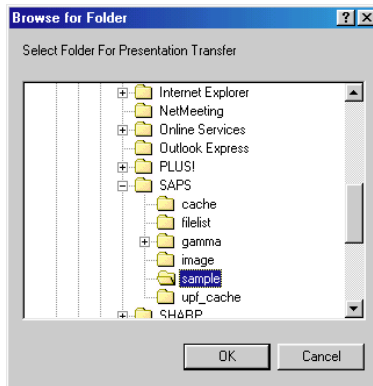 Browse for Folder
Select Folder For Presentation Transfer
Internet Explorer
NetMeeting
Online Services
Outlook Express
PLUS!
SAPS
cache
filelist
gamma
image
sample
upf_cache
SHARP
OK Cancel